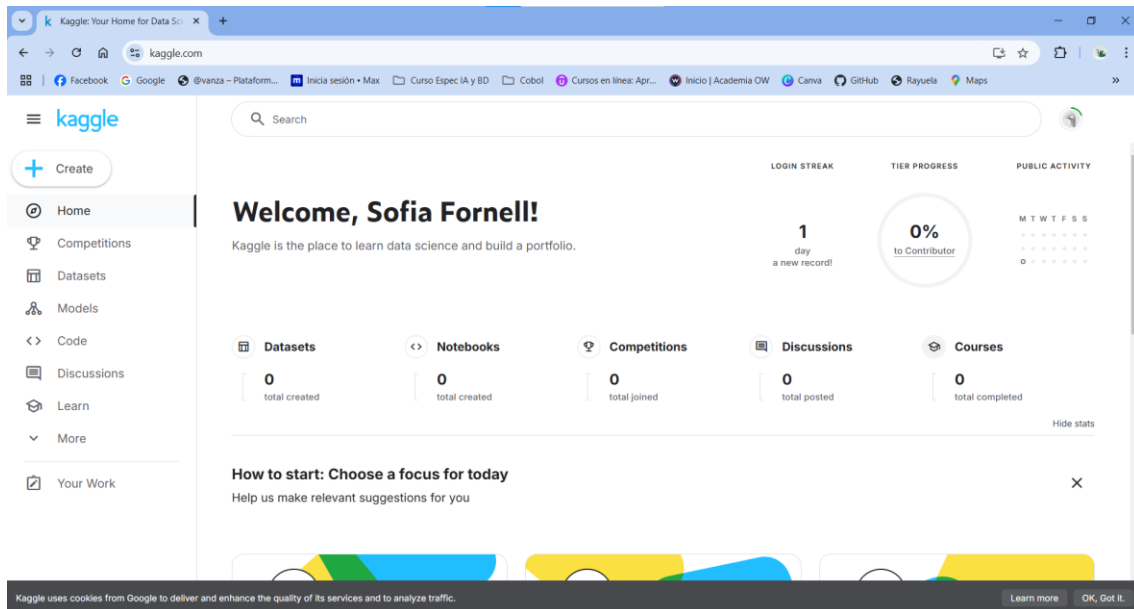 Kaggle: Your Home for Data Sci
kaggle.com
Facebook Google @vanza – Plataform... Inicia sesión • Max Curso Espec IA y BD Cobol Cursos en línea: Apr... Inicio | Academia OW Canva GitHub Rayuela Maps
kaggle
Search
Create
Home
Competitions
Datasets
Models
Code
Discussions
Learn
More
Your Work
LOGIN STREAK TIER PROGRESS PUBLIC ACTIVITY
Welcome, Sofia Fornell!
Kaggle is the place to learn data science and build a portfolio.
1
day
a new record!
0%
to Contributor
M T W T F S S
Datasets Notebooks Competitions Discussions Courses
0 0 0 0 0
total created total created total joined total posted total completed
Hide stats
How to start: Choose a focus for today
Help us make relevant suggestions for you
Kaggle uses cookies from Google to deliver and enhance the quality of its services and to analyze traffic. Learn more OK, Got it.